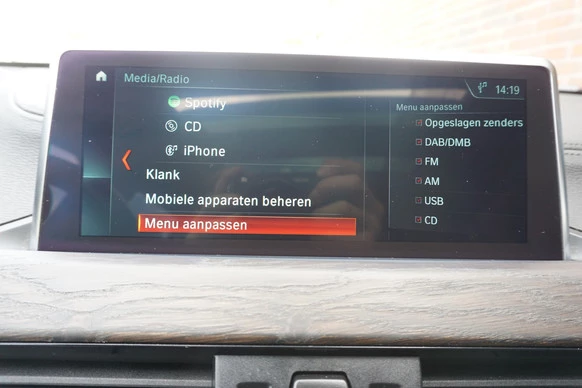 Media/Radio
14:19
Spotify
CD
iPhone
Klank
Mobiele apparaten beheren
Menu aanpassen
Menu aanpassen
Opgeslagen zenders
DAB/DMB
FM
AM
USB
CD